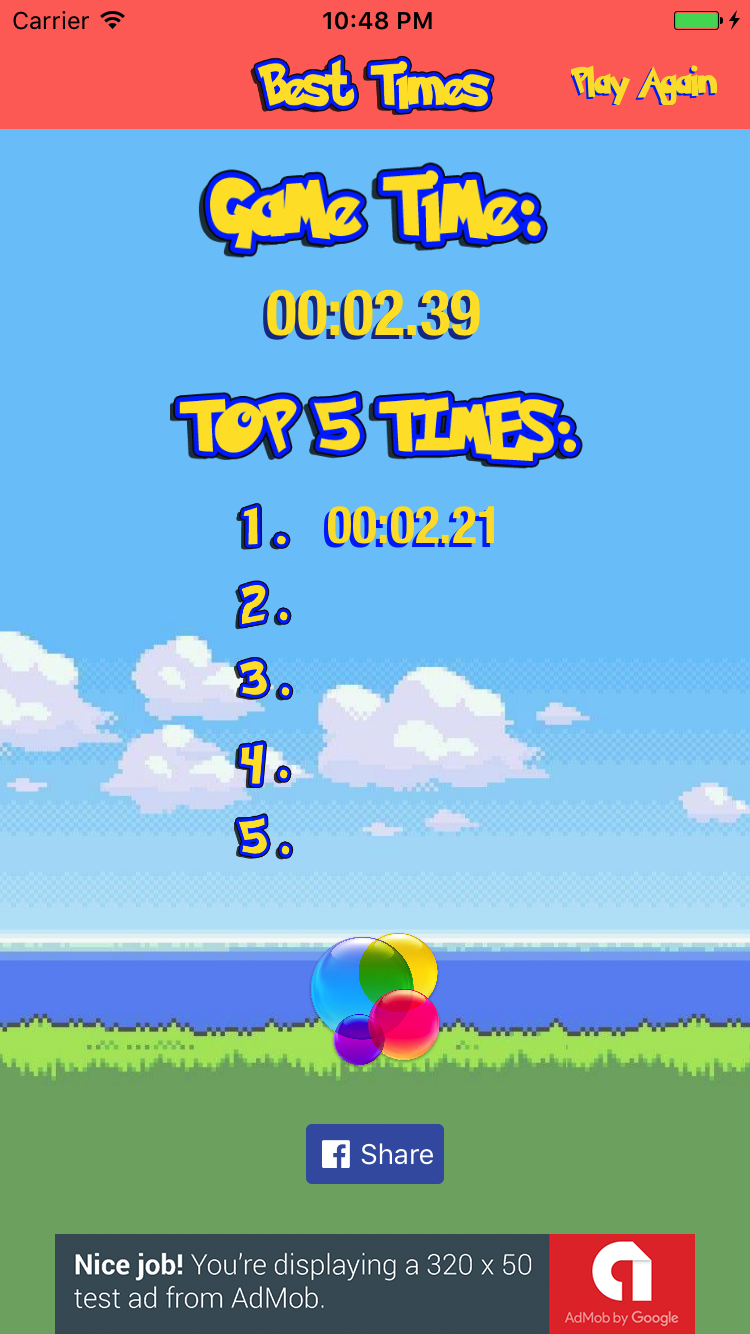 Carrier 10:48 PM
Best Times Play Again
Game Time:
00:02.39
TOP 5 TIMES:
1. 00:02.21
2.
3.
4.
5.
Share
Nice job! You're displaying a 320 x 50
test ad from AdMob.
AdMob by Google